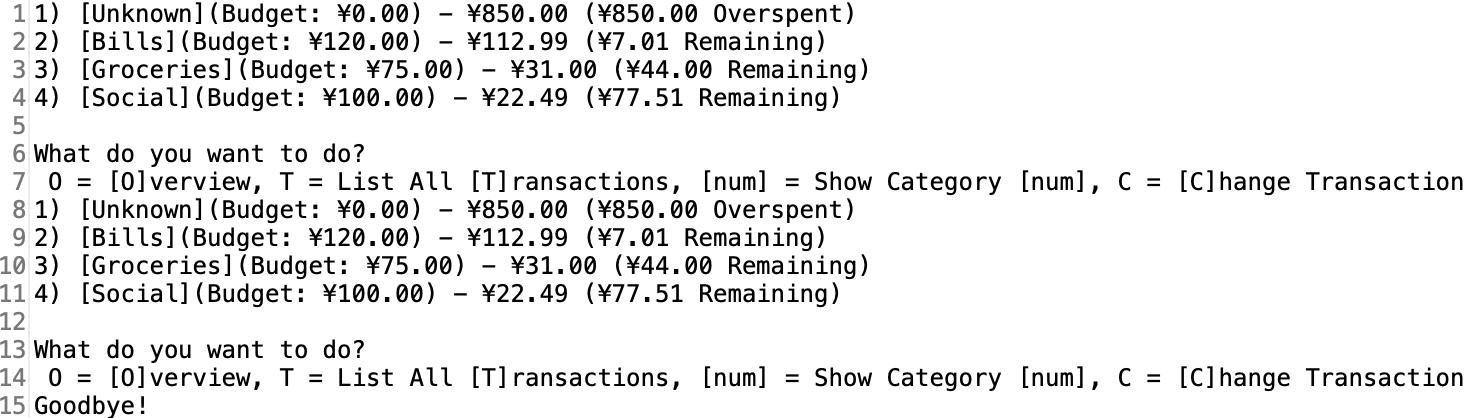 1 1) [Unknown](Budget: ¥0.00) – ¥850.00 (¥850.00 Overspent)
2 2) [Bills](Budget: ¥120.00) – ¥112.99 (¥7.01 Remaining)
3 3) [Groceries](Budget: ¥75.00) – ¥31.00 (¥44.00 Remaining)
4 4) [Social](Budget: ¥100.00) – ¥22.49 (¥77.51 Remaining)
5
6 What do you want to do?
7  O = [O]verview, T = List All [T]ransactions, [num] = Show Category [num], C = [C]hange Transaction
8 1) [Unknown](Budget: ¥0.00) – ¥850.00 (¥850.00 Overspent)
9 2) [Bills](Budget: ¥120.00) – ¥112.99 (¥7.01 Remaining)
10 3) [Groceries](Budget: ¥75.00) – ¥31.00 (¥44.00 Remaining)
11 4) [Social](Budget: ¥100.00) – ¥22.49 (¥77.51 Remaining)
12
13 What do you want to do?
14  O = [O]verview, T = List All [T]ransactions, [num] = Show Category [num], C = [C]hange Transaction
15 Goodbye!